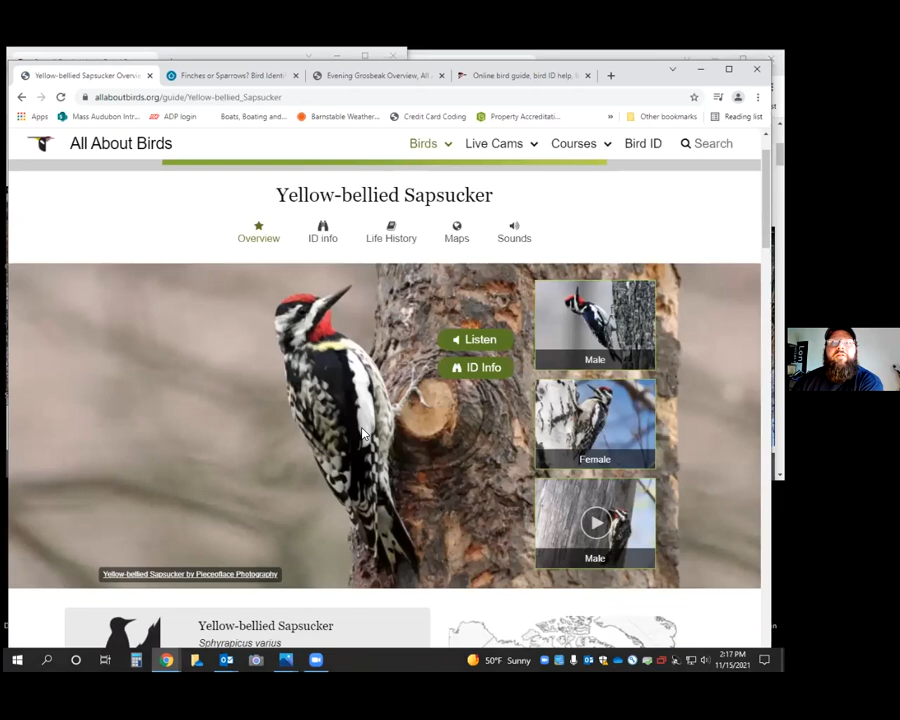 Yellow-bellied Sapsucker Overvi
Finches or Sparrows? Bird Identi
Evening Grosbeak Overview, All
Online bird guide, bird ID help, l
allaboutbirds.org/guide/Yellow-bellied_Sapsucker
Apps
Mass Audubon Intr...
ADP login
Boats, Boating and...
Barnstable Weather...
Credit Card Coding
Property Accreditati...
»
Other bookmarks
Reading list
All About Birds
Birds
Live Cams
Courses
Bird ID
Search
Yellow-bellied Sapsucker
Overview
ID info
Life History
Maps
Sounds
Listen
ID Info
Male
Female
Male
Yellow-bellied Sapsucker by Pieceoflace Photography
Yellow-bellied Sapsucker
Sphyrapicus varius
50°F Sunny
2:17 PM
11/15/2021